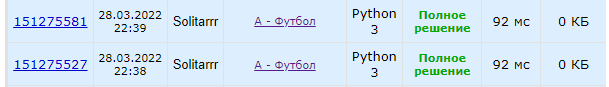 151275581 28.03.2022 22:39 Solitarrr А - Футбол Python 3 Полное решение 92 мс 0 КБ
151275527 28.03.2022 22:38 Solitarrr А - Футбол Python 3 Полное решение 92 мс 0 КБ